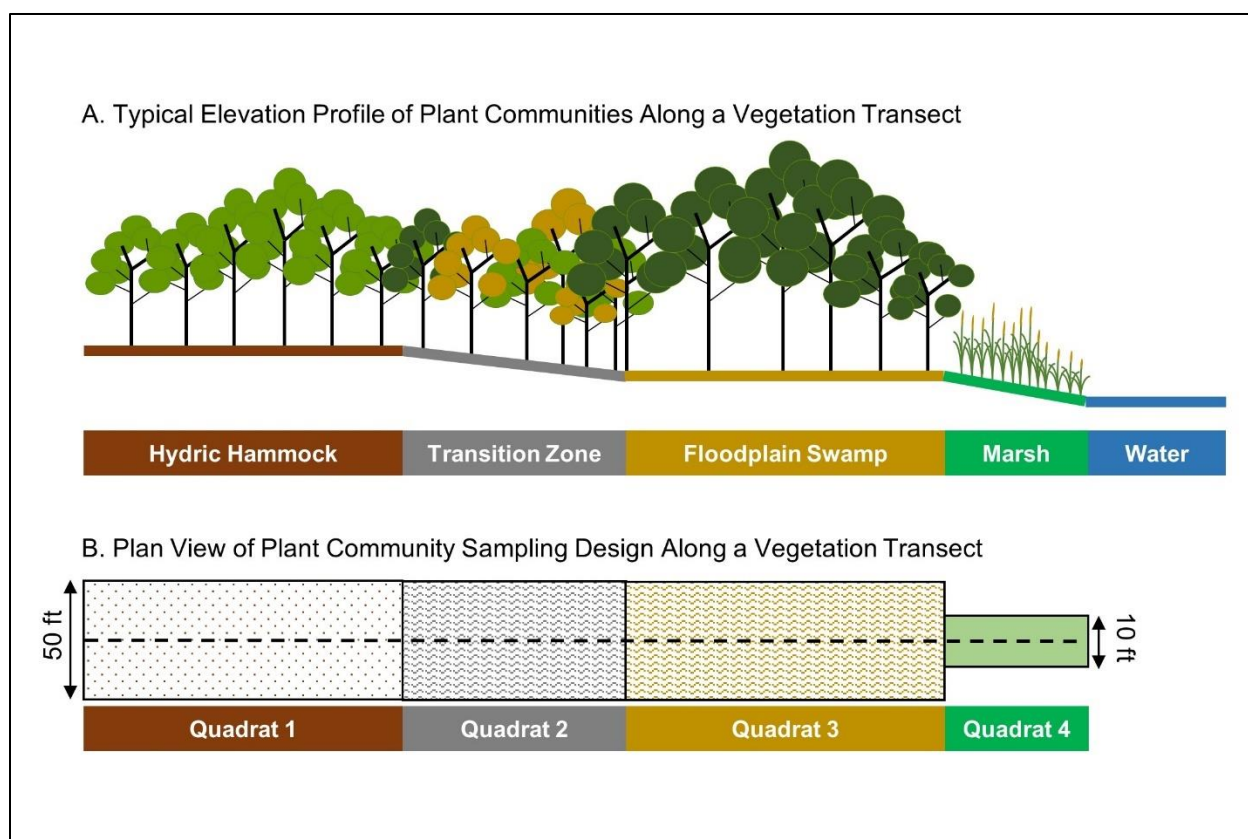 A. Typical Elevation Profile of Plant Communities Along a Vegetation Transect
Hydric Hammock
Transition Zone
Floodplain Swamp
Marsh
Water
B. Plan View of Plant Community Sampling Design Along a Vegetation Transect
50 ft
10 ft
Quadrat 1
Quadrat 2
Quadrat 3
Quadrat 4